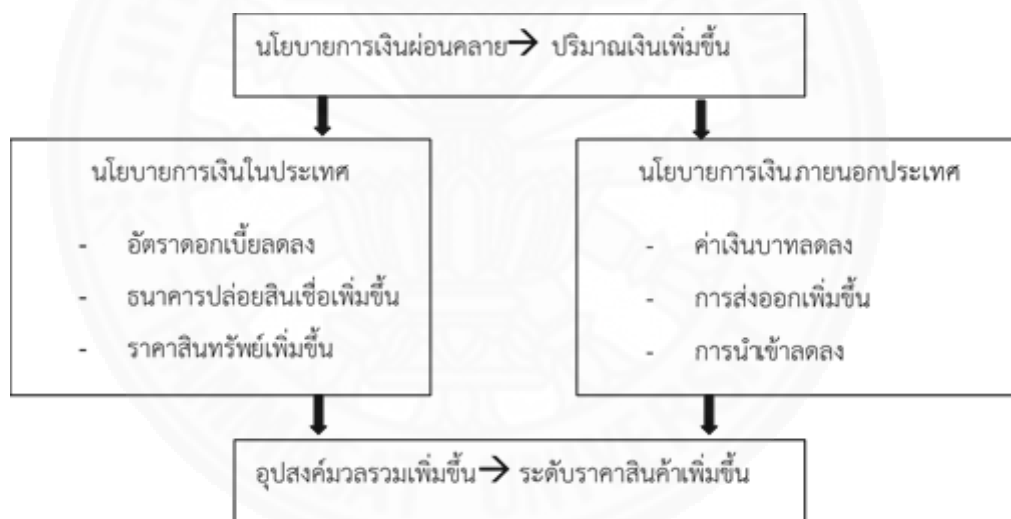 นโยบายการเงินผ่อนคลาย→ ปริมาณเงินเพิ่มขึ้น
นโยบายการเงินในประเทศ
- อัตราดอกเบี้ยลดลง
- ธนาคารปล่อยสินเชื่อเพิ่มขึ้น
- ราคาสินทรัพย์เพิ่มขึ้น
นโยบายการเงินภายนอกประเทศ
- ค่าเงินบาทลดลง
- การส่งออกเพิ่มขึ้น
- การนำเข้าลดลง
อุปสงค์มวลรวมเพิ่มขึ้น→ ระดับราคาสินค้าเพิ่มขึ้น